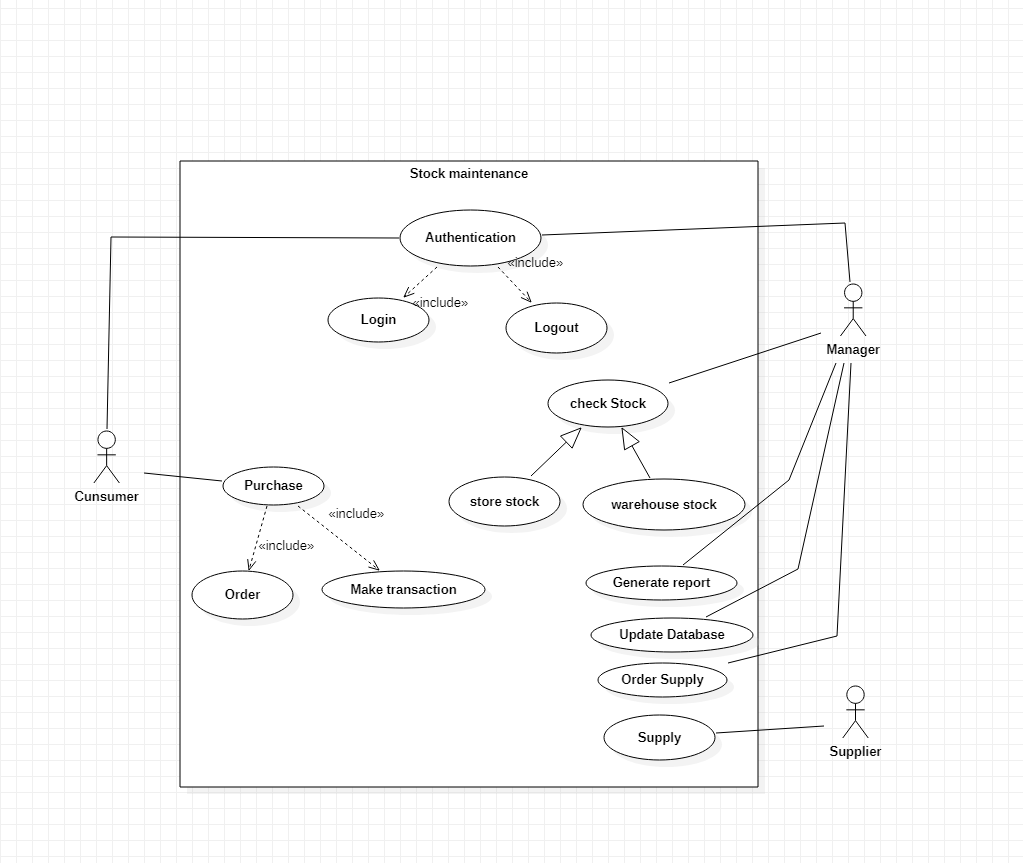 Stock maintenance
Authentication
«include»
«include»
Login
Logout
Manager
check Stock
Cunsumer
Purchase
store stock
warehouse stock
«include»
«include»
Order
Make transaction
Generate report
Update Database
Order Supply
Supply
Supplier